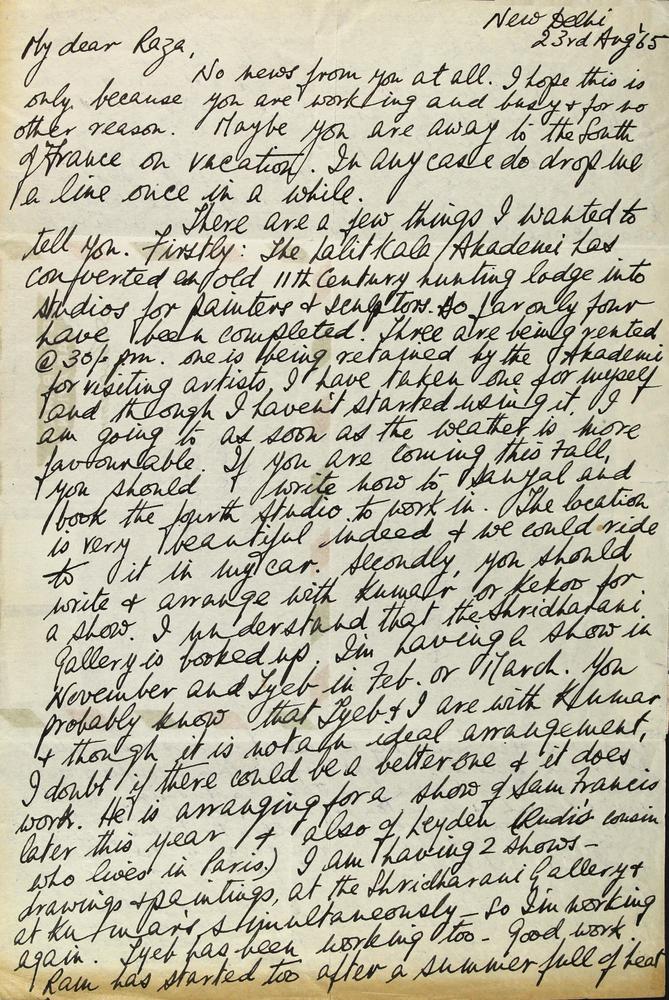 New Delhi
23rd Aug '65
My dear Raza,
No news from you at all. I hope this is
only because you are working and busy & for no
other reason. Maybe you are away to the South
of France on vacation. In any case do drop me
a line once in a while.
There are a few things I wanted to
tell you. Firstly: The Lalit Kala Akademi has
converted an old 11th Century hunting lodge into
studios for painters & sculptors. So far only four
have been completed. Three are being rented
@ 30/- pm. one is being retained by the Akademi
for visiting artists. I have taken one for myself
and though I haven't started using it, I
am going to as soon as the weather is more
favourable. If you are coming this Fall,
you should write now to Sanyal and
book the fourth studio to work in. The location
is very beautiful indeed & we could ride
to it in my car. Secondly, you should
write & arrange with Kumar or Kekoo for
a show. I understand that the Shridharani
Gallery is booked up. I'm having a show in
November and Tyeb in Feb. or March. You
probably know that Tyeb & I are with Kumar
& though it is not an ideal arrangement,
I doubt if there could be a better one & it does
work. He is arranging for a show of Sam Francis
later this year & also of Leyden (Rudi's cousin
who lives in Paris.) I am having 2 shows -
drawings & paintings, at the Shridharani Gallery &
at Kumar's simultaneously - So I'm working
again. Tyeb has been working too - Good work.
Ram has started too after a summer full of heat